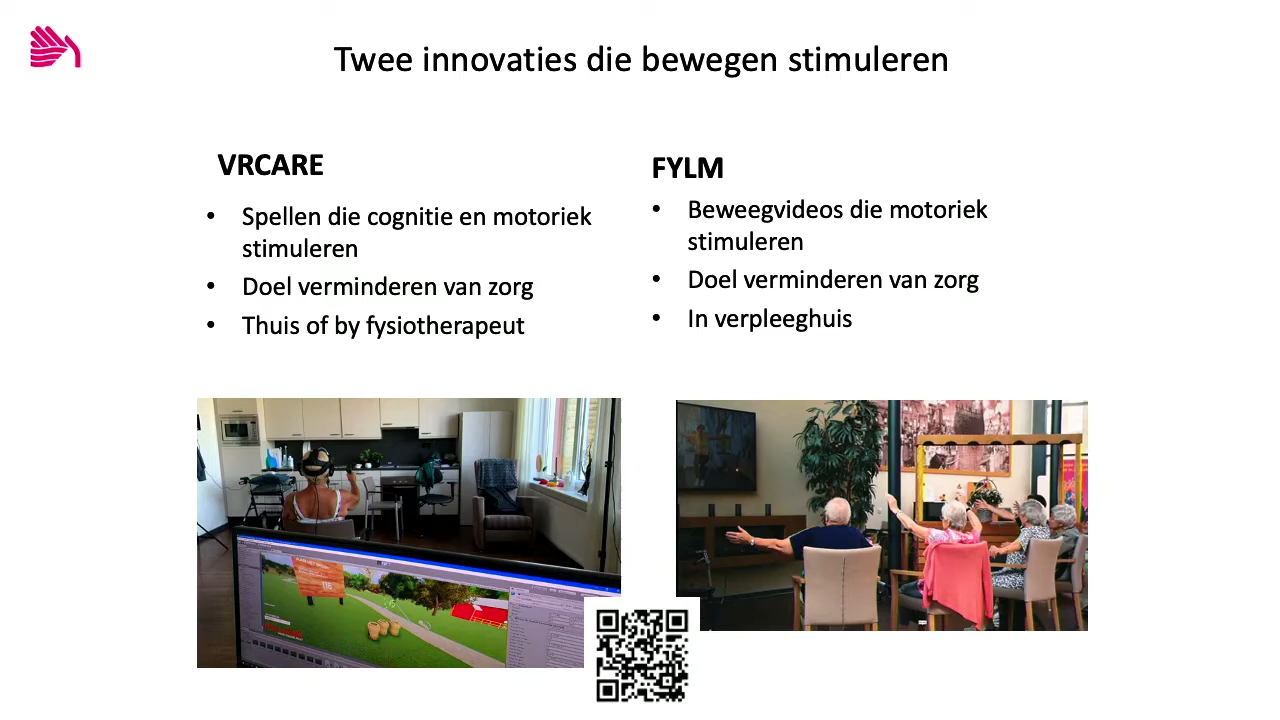 Twee innovaties die bewegen stimuleren
VRCARE
• Spellen die cognitie en motoriek
stimuleren
• Doel verminderen van zorg
• Thuis of by fysiotherapeut
FYLM
• Beweegvideos die motoriek
stimuleren
• Doel verminderen van zorg
• In verpleeghuis
116